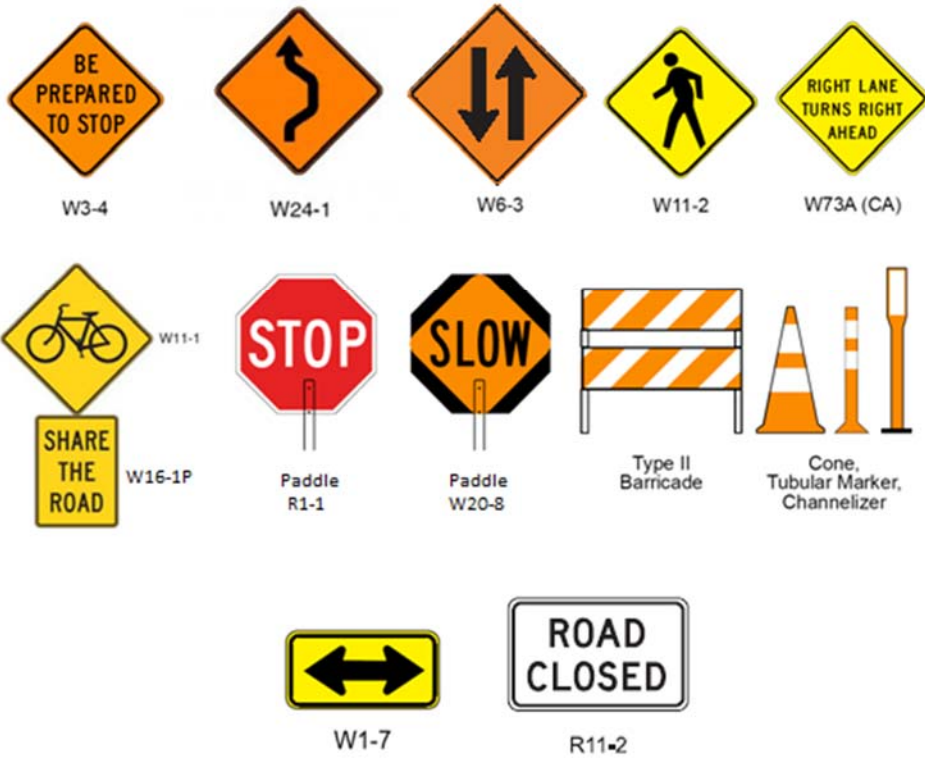 BE
PREPARED
TO STOP
RIGHT LANE
TURNS RIGHT
AHEAD
W3-4
W24-1
W6-3
W11-2
W73A (CA)
W11-1
STOP
SLOW
SHARE
THE
ROAD
W16-1P
Paddle
R1-1
Paddle
W20-8
Type II
Barricade
Cone,
Tubular Marker,
Channelizer
ROAD
CLOSED
W1-7
R11-2